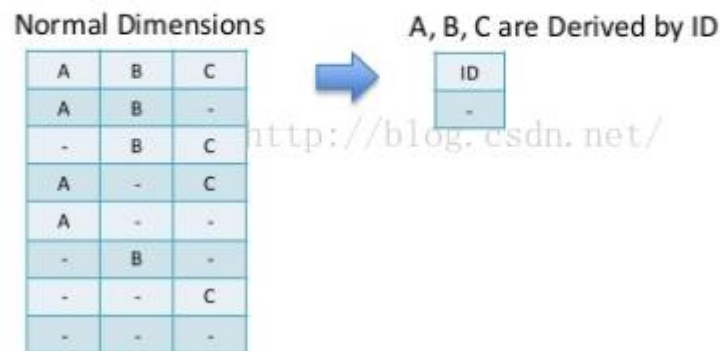 Normal Dimensions
A, B, C are Derived by ID
A B C
A B -
- B C
A - C
A - -
- B -
- - C
- - -
ID
-
http://blog.csdn.net/